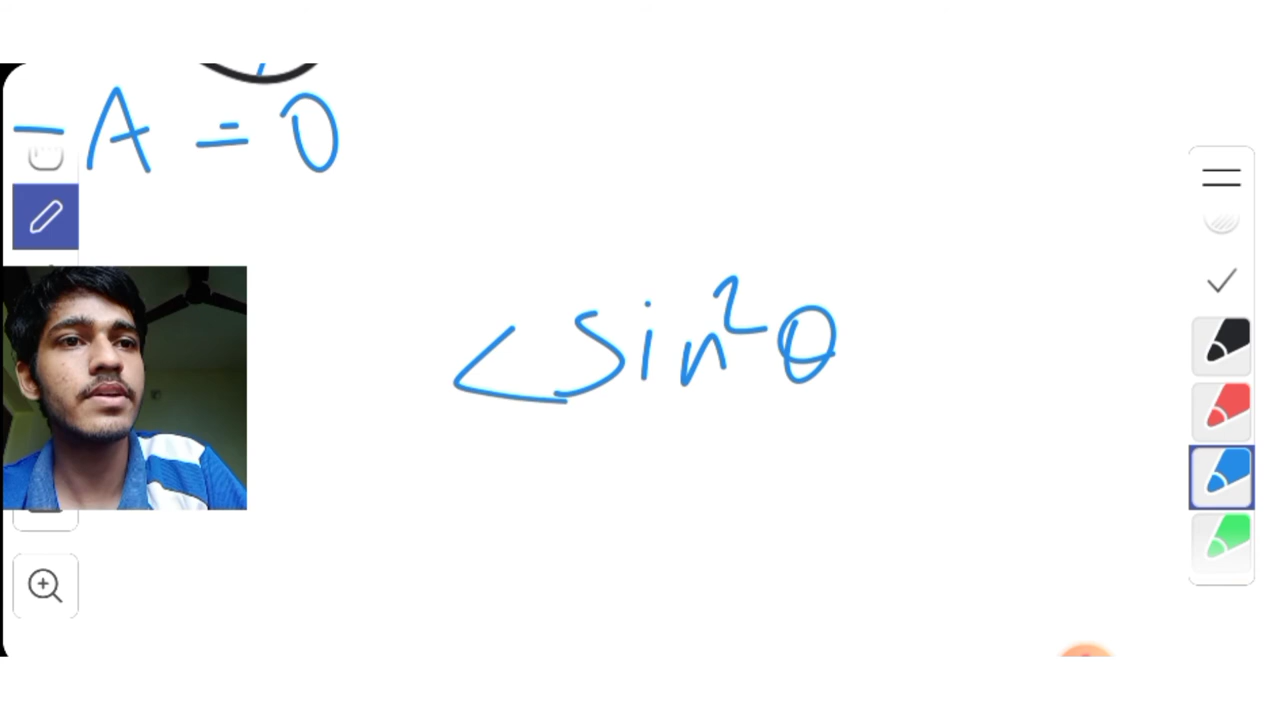 - A = 0
<sin²θ